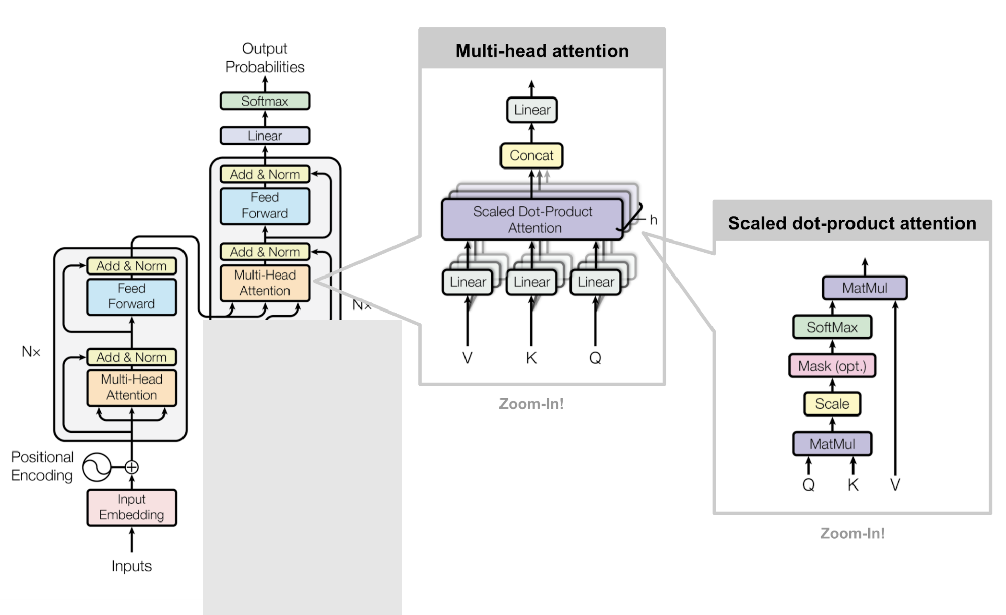 Output
Probabilities
Softmax
Linear
Add & Norm
Feed
Forward
Add & Norm
Multi-Head
Attention
Nx
Add & Norm
Feed
Forward
Nx
Add & Norm
Multi-Head
Attention
Positional
Encoding
Input
Embedding
Inputs
Multi-head attention
Linear
Concat
Scaled Dot-Product
Attention
h
Linear
Linear
Linear
V
K
Q
Zoom-In!
Scaled dot-product attention
MatMul
SoftMax
Mask (opt.)
Scale
MatMul
Q
K
V
Zoom-In!